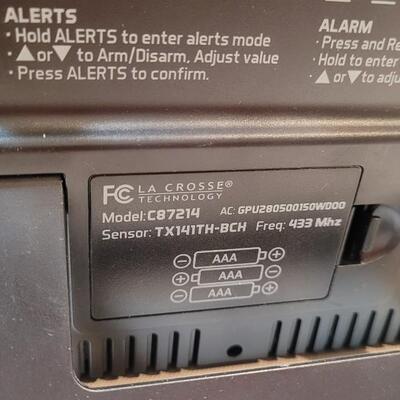 ALERTS
• Hold ALERTS to enter alerts mode
• ▲ or ▼ to Arm/Disarm, Adjust value
• Press ALERTS to confirm.
ALARM
• Press and Re
• Hold to enter
• ▲ or ▼ to adju
FC LA CROSSE®
TECHNOLOGY
Model: C87214 AC: GPU280500150WD00
Sensor: TX141TH-BCH Freq: 433 Mhz
- AAA +
- AAA +
- AAA +